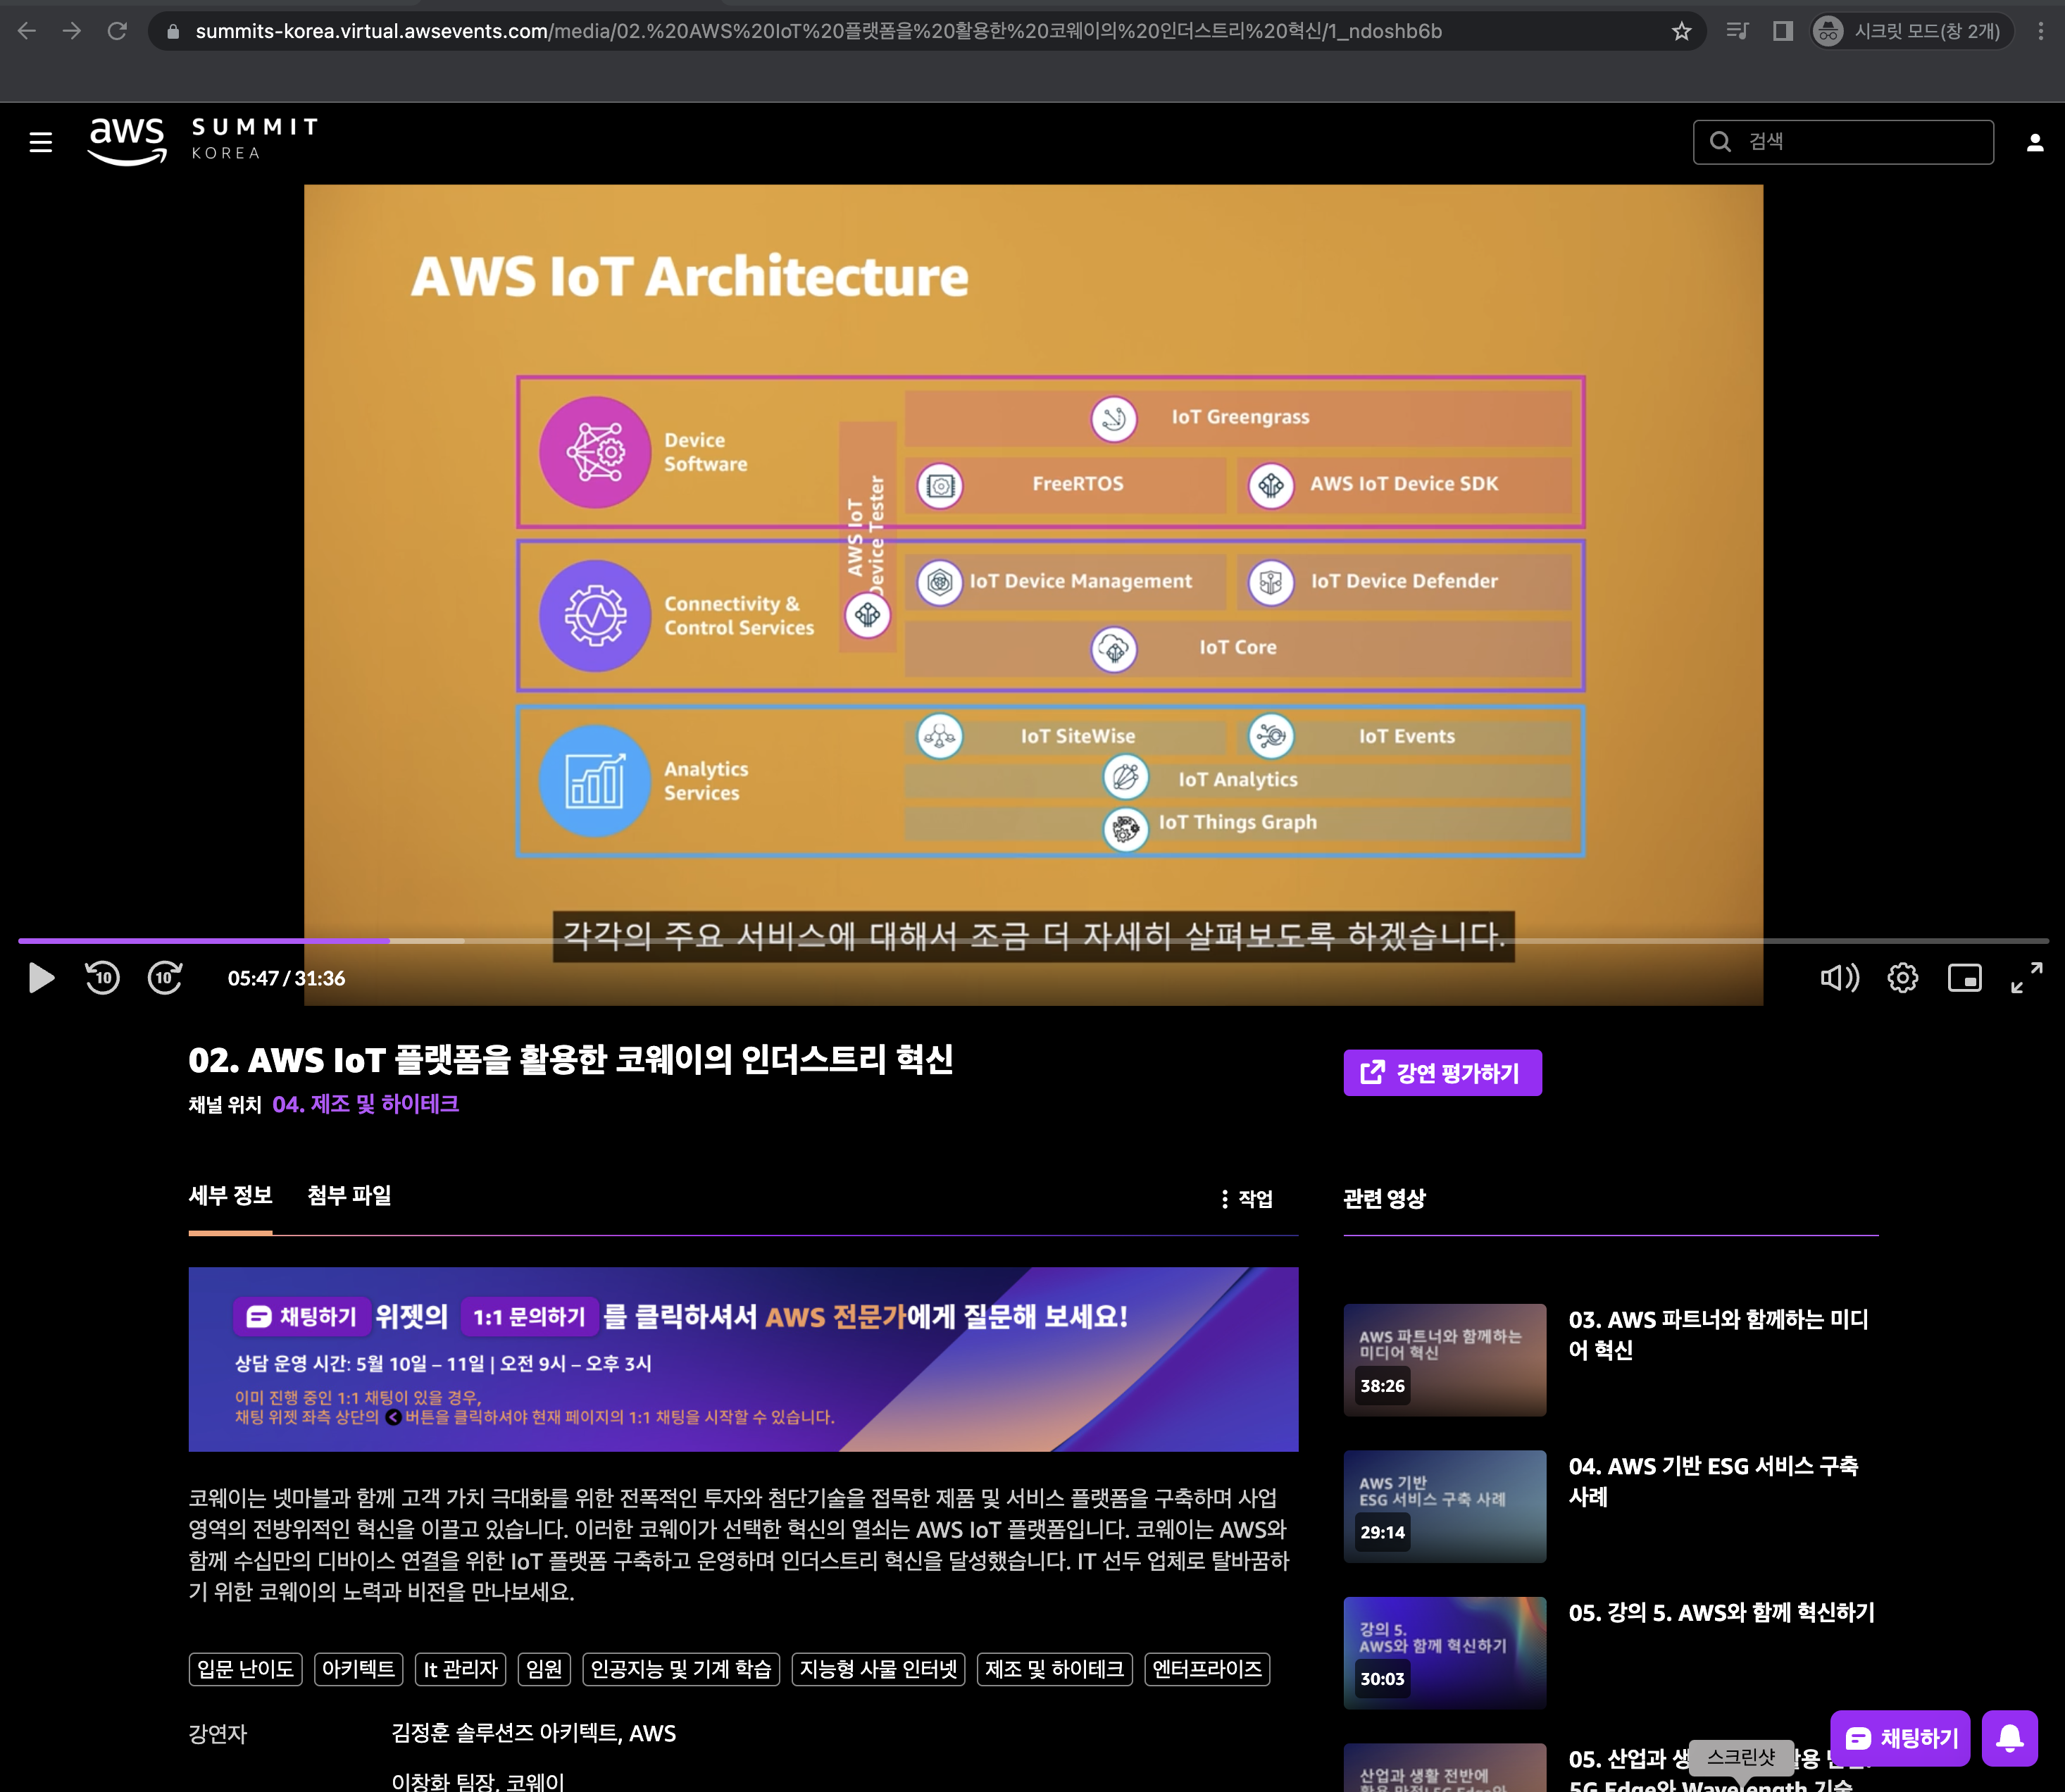 summits-korea.virtual.awsevents.com/media/02.%20AWS%20IoT%20플랫폼을%20활용한%20코웨이의%20인더스트리%20혁신/1_ndoshb6b
시크릿 모드(창 2개)
aws
SUMMIT
KOREA
검색
AWS IoT Architecture
Device
Software
AWS IoT
Device Tester
IoT Greengrass
FreeRTOS
AWS IoT Device SDK
Connectivity &
Control Services
IoT Device Management
IoT Device Defender
IoT Core
Analytics
Services
IoT SiteWise
IoT Events
IoT Analytics
IoT Things Graph
각각의 주요 서비스에 대해서 조금 더 자세히 살펴보도록 하겠습니다.
10
10
05:47 / 31:36
02. AWS IoT 플랫폼을 활용한 코웨이의 인더스트리 혁신
채널 위치 04. 제조 및 하이테크
강연 평가하기
세부 정보
첨부 파일
작업
채팅하기 위젯의 1:1 문의하기 를 클릭하셔서 AWS 전문가에게 질문해 보세요!
상담 운영 시간: 5월 10일 – 11일 | 오전 9시 – 오후 3시
이미 진행 중인 1:1 채팅이 있을 경우,
채팅 위젯 좌측 상단의 < 버튼을 클릭하셔야 현재 페이지의 1:1 채팅을 시작할 수 있습니다.
코웨이는 넷마블과 함께 고객 가치 극대화를 위한 전폭적인 투자와 첨단기술을 접목한 제품 및 서비스 플랫폼을 구축하며 사업
영역의 전방위적인 혁신을 이끌고 있습니다. 이러한 코웨이가 선택한 혁신의 열쇠는 AWS IoT 플랫폼입니다. 코웨이는 AWS와
함께 수십만의 디바이스 연결을 위한 IoT 플랫폼 구축하고 운영하며 인더스트리 혁신을 달성했습니다. IT 선두 업체로 탈바꿈하
기 위한 코웨이의 노력과 비전을 만나보세요.
입문 난이도
아키텍트
It 관리자
임원
인공지능 및 기계 학습
지능형 사물 인터넷
제조 및 하이테크
엔터프라이즈
강연자
김정훈 솔루션즈 아키텍트, AWS
이창화 팀장, 코웨이
관련 영상
AWS 파트너와 함께하는
미디어 혁신
38:26
03. AWS 파트너와 함께하는 미디
어 혁신
AWS 기반
ESG 서비스 구축 사례
29:14
04. AWS 기반 ESG 서비스 구축
사례
강의 5.
AWS와 함께 혁신하기
30:03
05. 강의 5. AWS와 함께 혁신하기
산업과 생활 전반에
05. 산업과
5G Edge와 Wavelength 기술
스크린샷
채팅하기